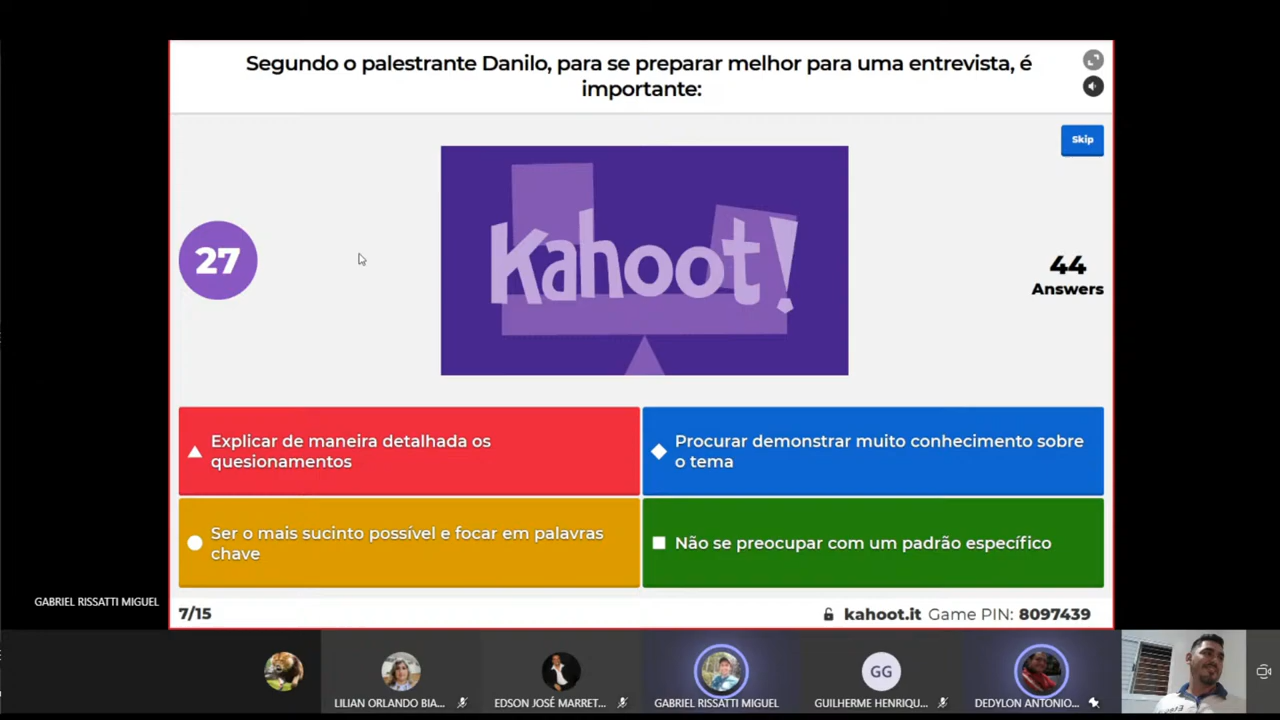 Segundo o palestrante Danilo, para se preparar melhor para uma entrevista, é
importante:
Skip
27
Kahoot!
44
Answers
Explicar de maneira detalhada os
quesionamentos
Procurar demonstrar muito conhecimento sobre
o tema
Ser o mais sucinto possível e focar em palavras
chave
Não se preocupar com um padrão específico
GABRIEL RISSATTI MIGUEL
7/15
kahoot.it Game PIN: 8097439
GG
LILIAN ORLANDO BIA...
EDSON JOSÉ MARRET...
GABRIEL RISSATTI MIGUEL
GUILHERME HENRIQU...
DEDYLON ANTONIO...